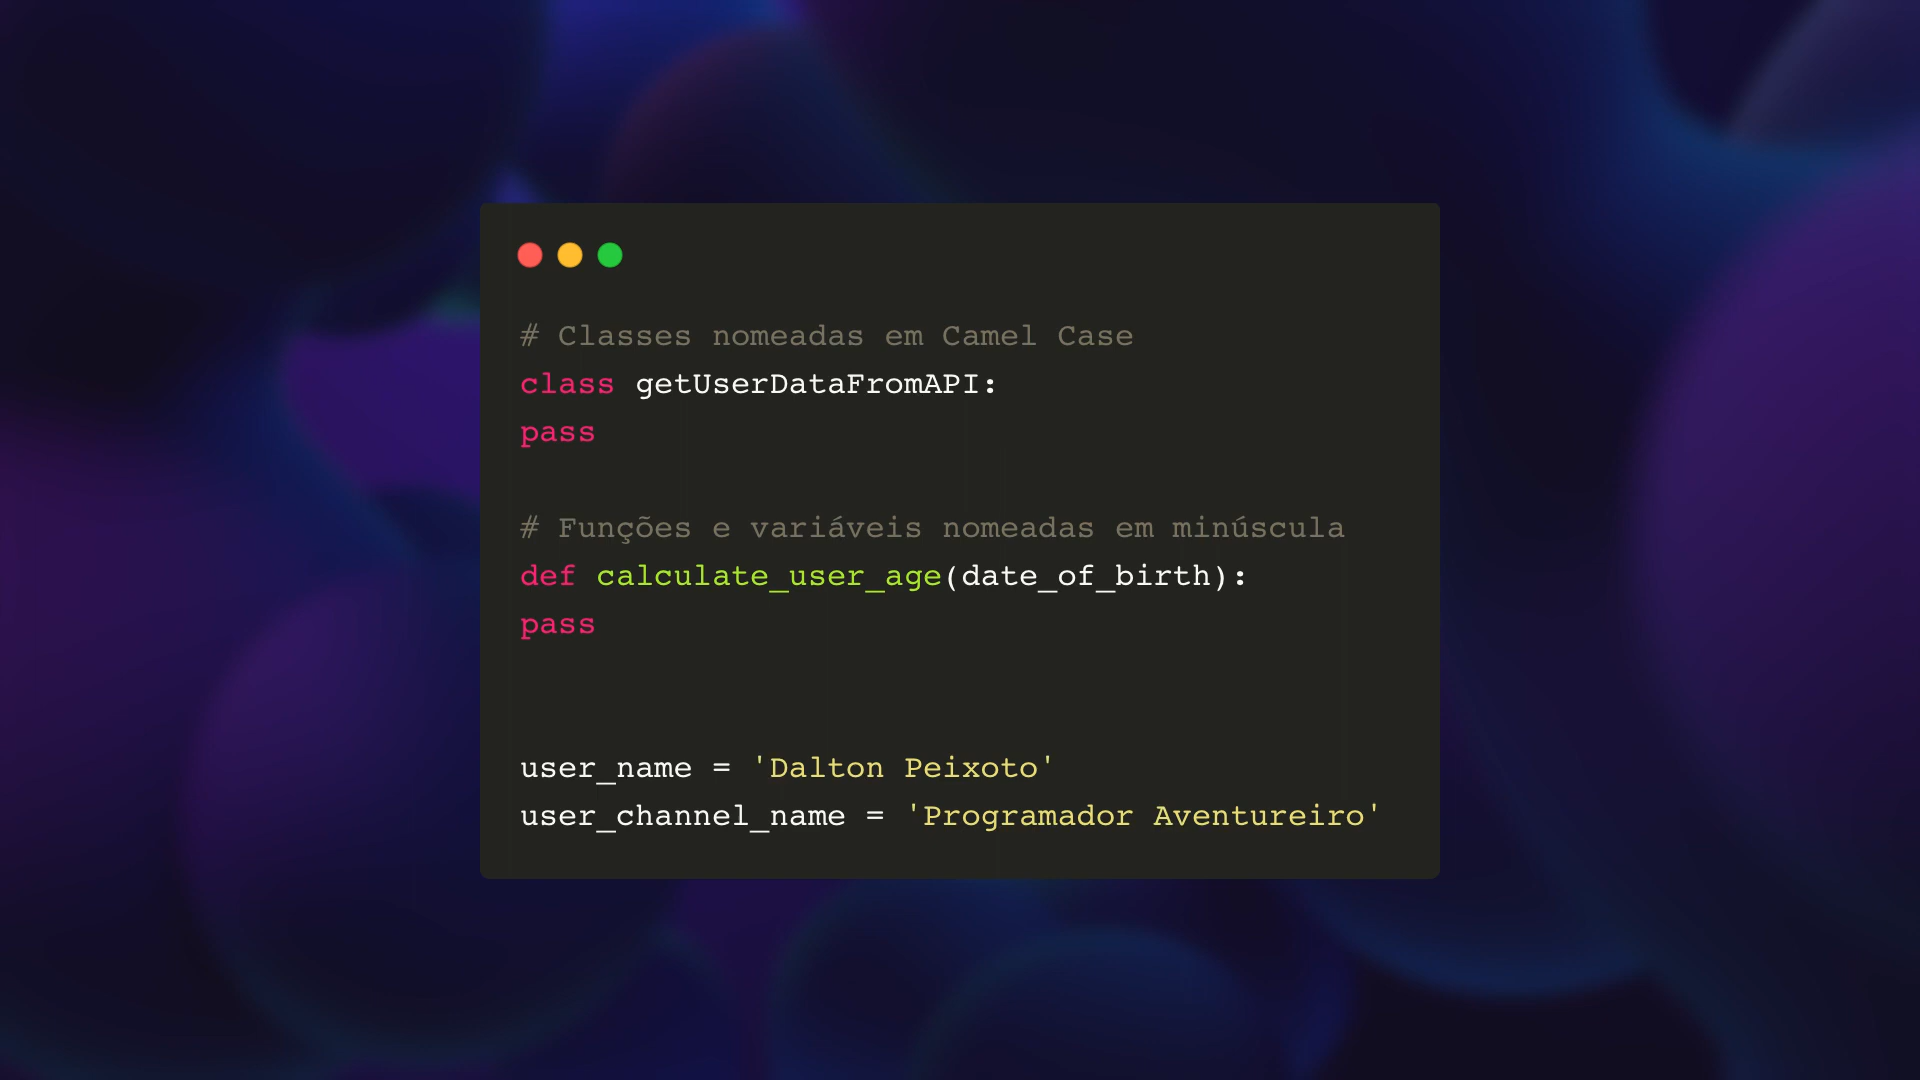 # Classes nomeadas em Camel Case
class getUserDataFromAPI:
pass
# Funções e variáveis nomeadas em minúscula
def calculate_user_age(date_of_birth):
pass
user_name = 'Dalton Peixoto'
user_channel_name = 'Programador Aventureiro'